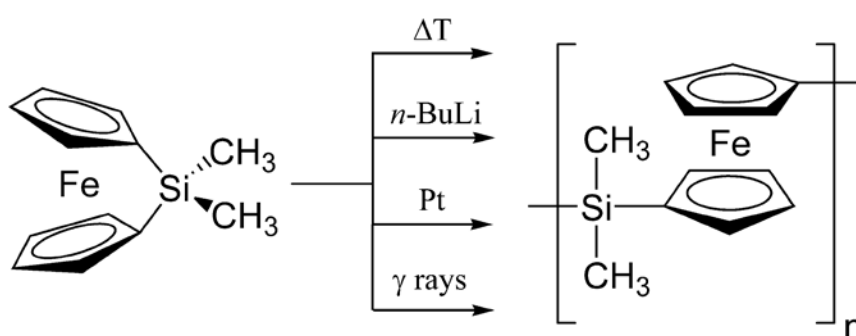 ΔT
n-BuLi
Pt
γ rays
Fe
Si
CH3
CH3
CH3
Si
CH3
Fe
n